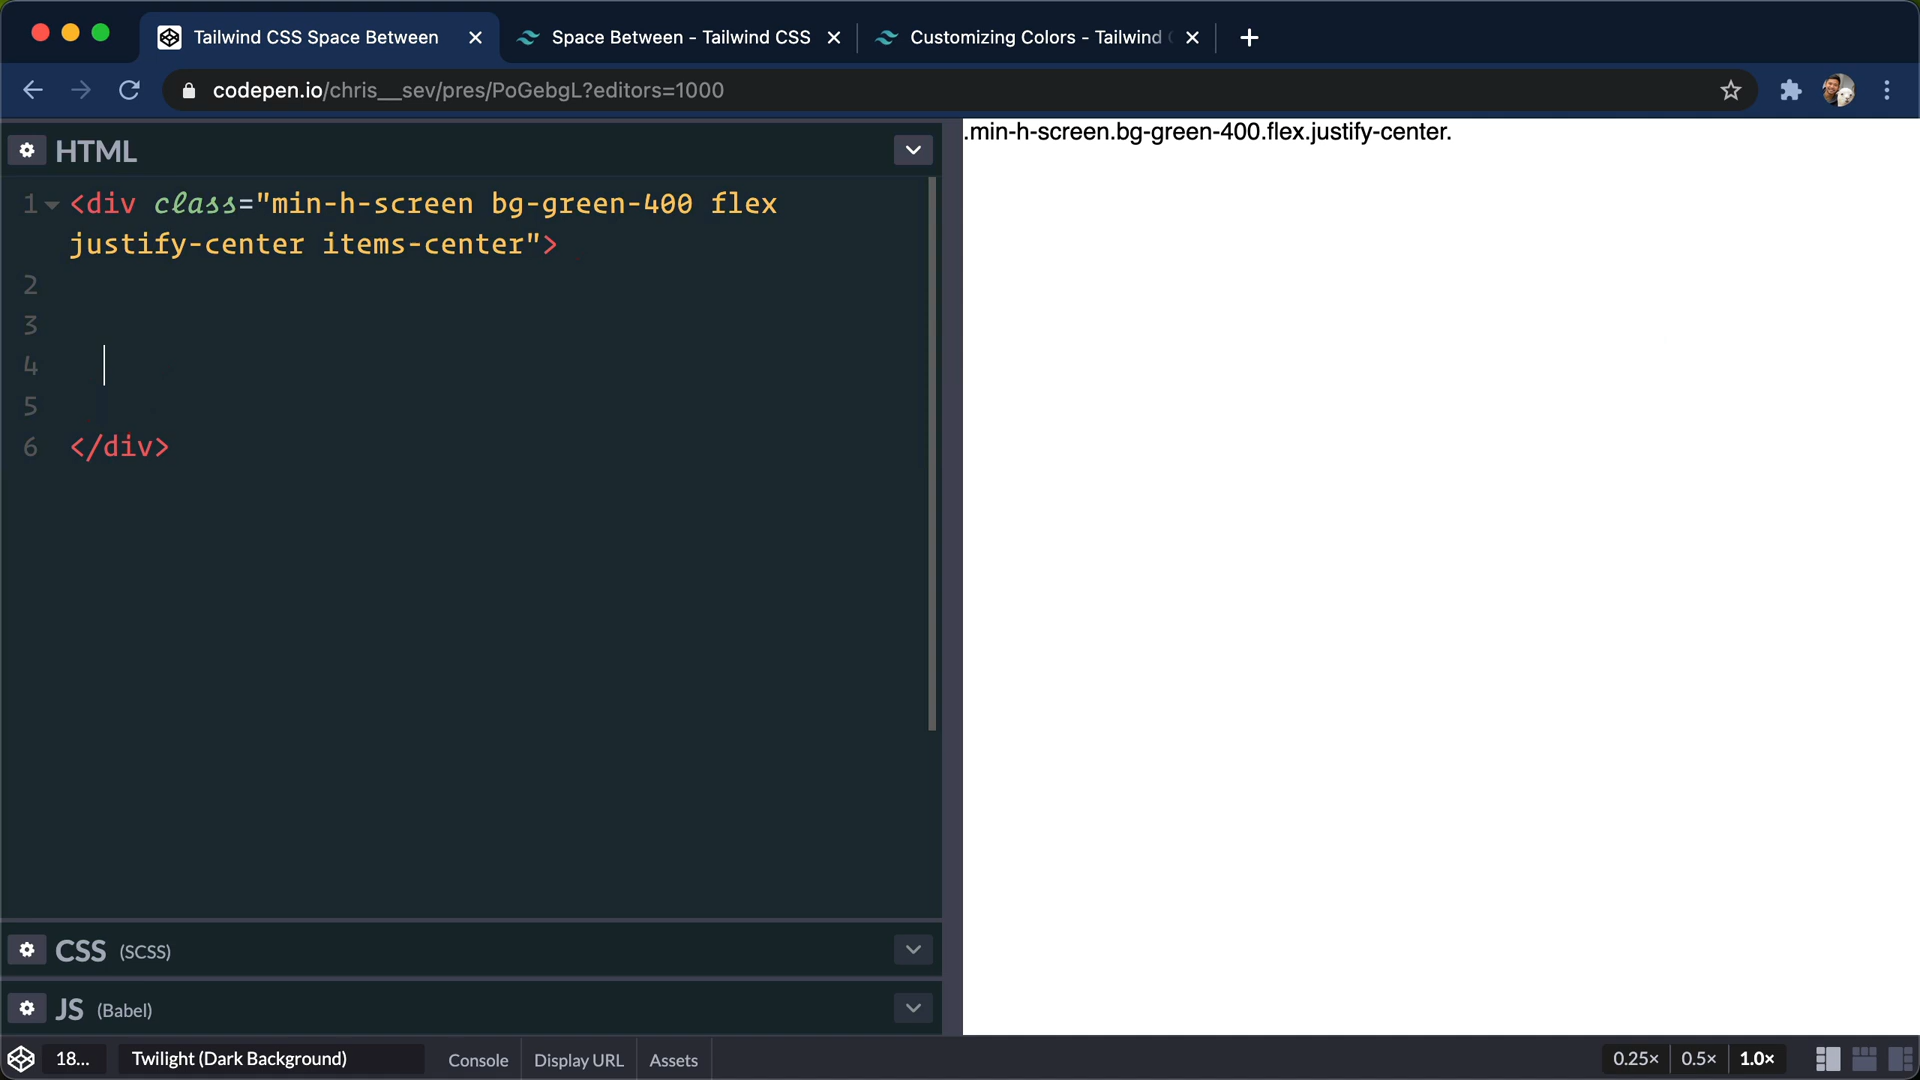 Tailwind CSS Space Between
Space Between - Tailwind CSS
Customizing Colors - Tailwind
codepen.io/chris__sev/pres/PoGebgL?editors=1000
HTML
.min-h-screen.bg-green-400.flex.justify-center.
1 <div class="min-h-screen bg-green-400 flex
justify-center items-center">
2
3
4
5
6 </div>
CSS (SCSS)
JS (Babel)
18... Twilight (Dark Background) Console Display URL Assets 0.25× 0.5× 1.0×